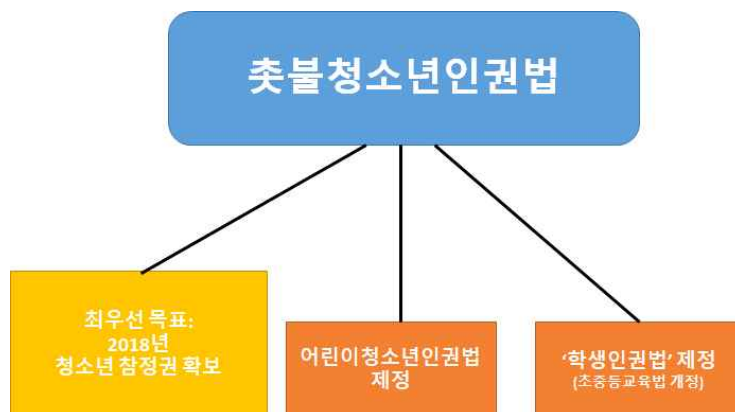 촛불청소년인권법
최우선 목표:
2018년
청소년 참정권 확보
어린이청소년인권법
제정
‘학생인권법’ 제정
(초중등교육법 개정)